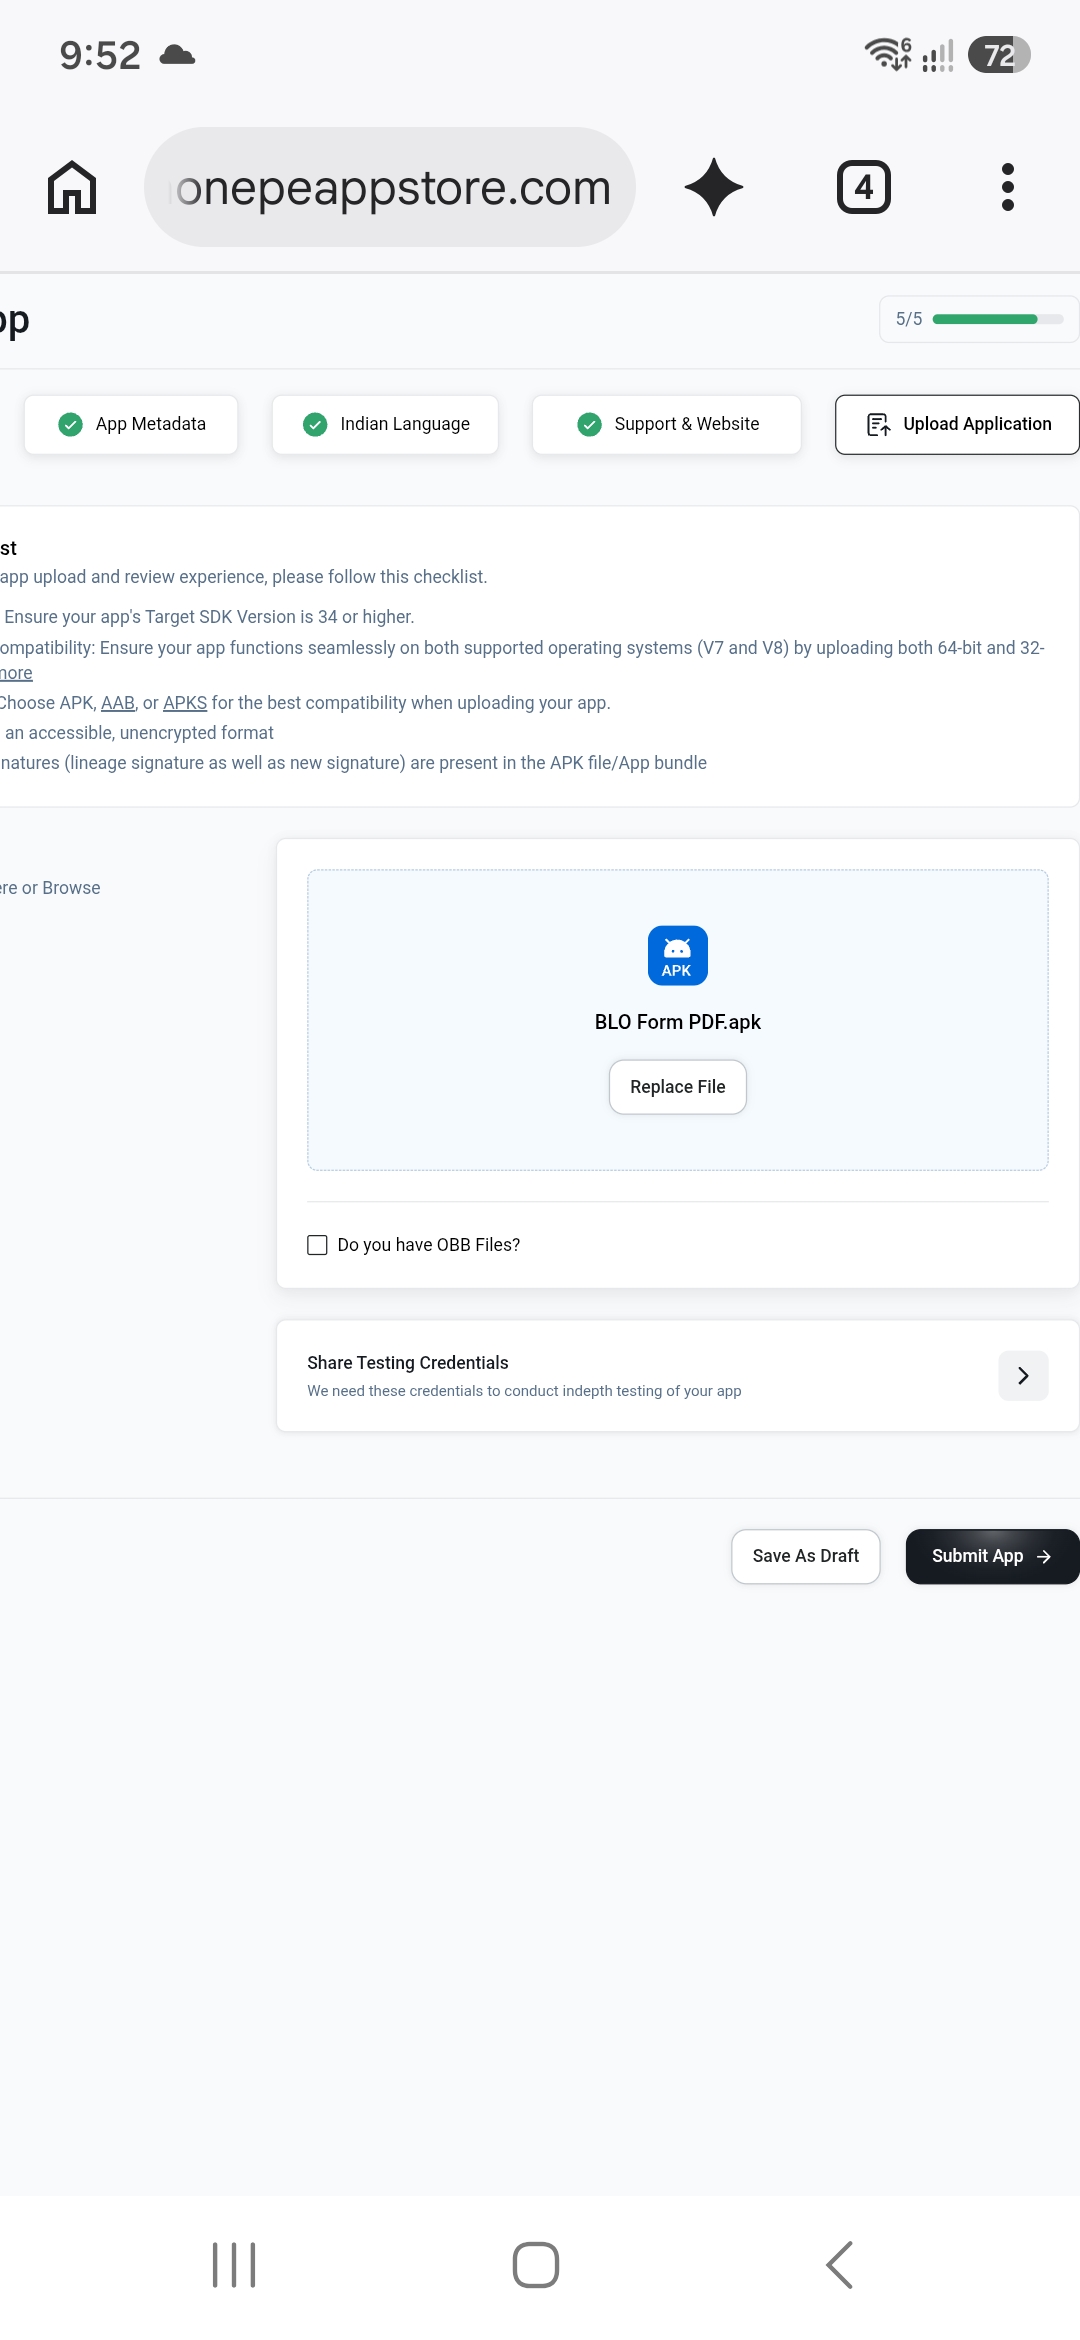 9:52
6
72
onepeappstore.com
4
pp
5/5
App Metadata
Indian Language
Support & Website
Upload Application
st
app upload and review experience, please follow this checklist.
Ensure your app's Target SDK Version is 34 or higher.
ompatibility: Ensure your app functions seamlessly on both supported operating systems (V7 and V8) by uploading both 64-bit and 32-
more
Choose APK, AAB, or APKS for the best compatibility when uploading your app.
an accessible, unencrypted format
natures (lineage signature as well as new signature) are present in the APK file/App bundle
ere or Browse
APK
BLO Form PDF.apk
Replace File
Do you have OBB Files?
Share Testing Credentials
We need these credentials to conduct indepth testing of your app
Save As Draft
Submit App